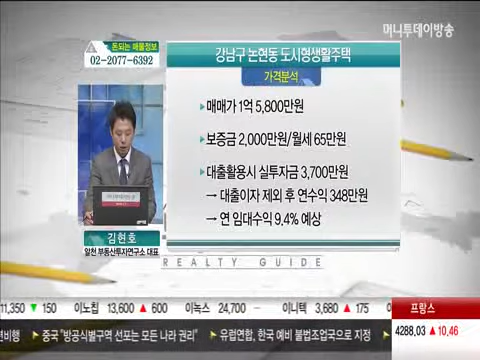 돈되는 매물정보
02-2077-6392
머니투데이방송
강남구 논현동 도시형생활주택
가격분석
▶매매가 1억 5,800만원
▶보증금 2,000만원/월세 65만원
▶대출활용시 실투자금 3,700만원
→ 대출이자 제외 후 연수익 348만원
→ 연 임대수익 9.4% 예상
김현호
알천 부동산투자연구소 대표
REALTY GUIDE
11,350 ▼ 150 이노칩 13,600 ▲ 600 이녹스 24,700 이니텍 3,680 ▲ 175
프랑스
4288.03 ▲ 10.46
비행 중국 "방공식별구역 선포는 모든 나라 권리" 유럽연합, 한국 예비 불법조업국으로 지정